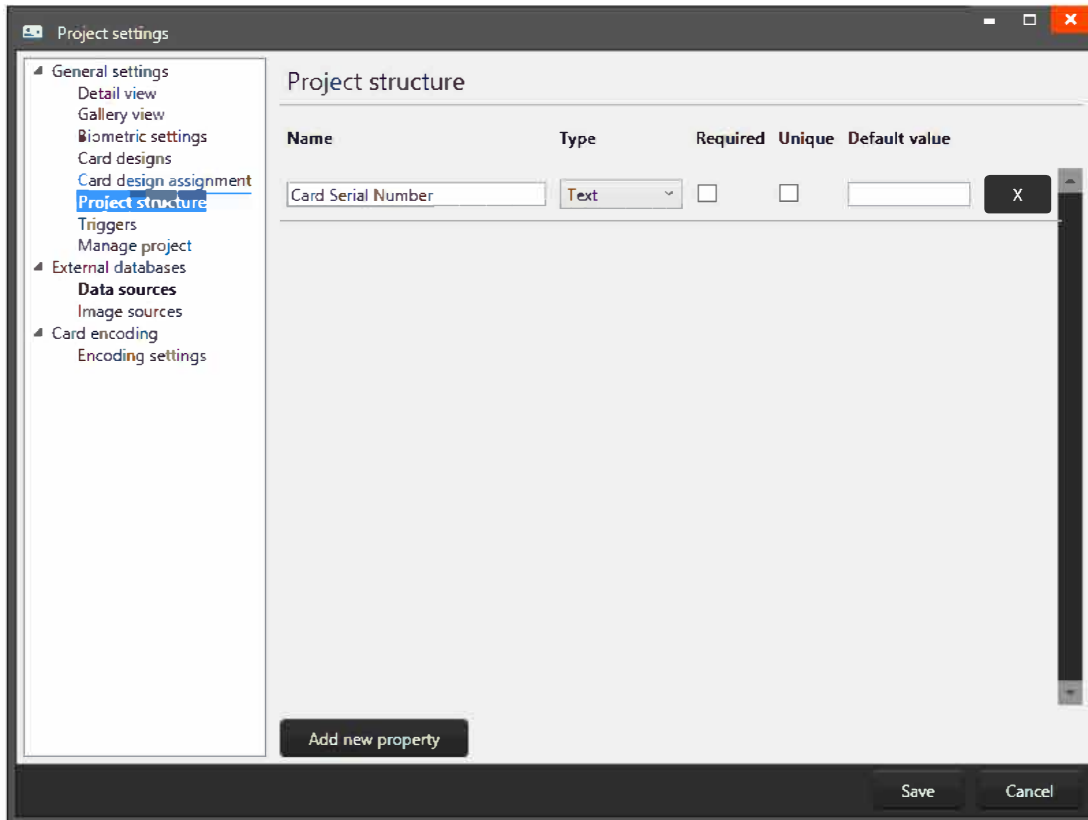 Project settings
General settings
Detail view
Gallery view
Biometric settings
Card designs
Card design assignment
Project structure
Triggers
Manage project
External databases
Data sources
Image sources
Card encoding
Encoding settings
Project structure
Name Type Required Unique Default value
Card Serial Number Text X
Add new property
Save Cancel